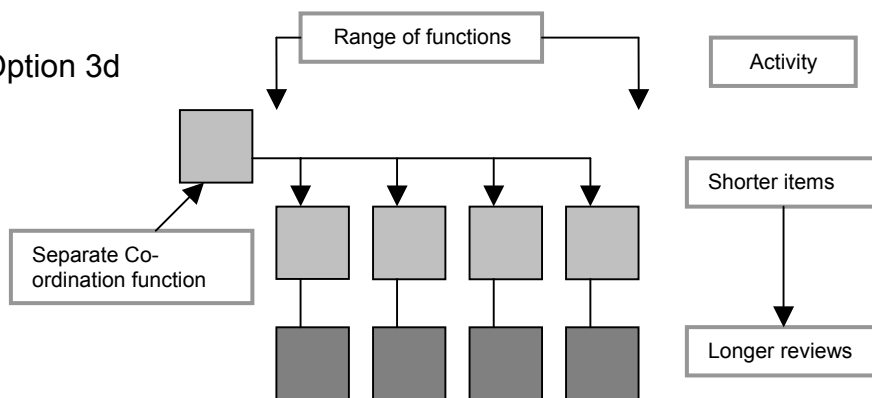 Range of functions
Option 3d
Activity
Shorter items
Separate Co-
ordination function
Longer reviews